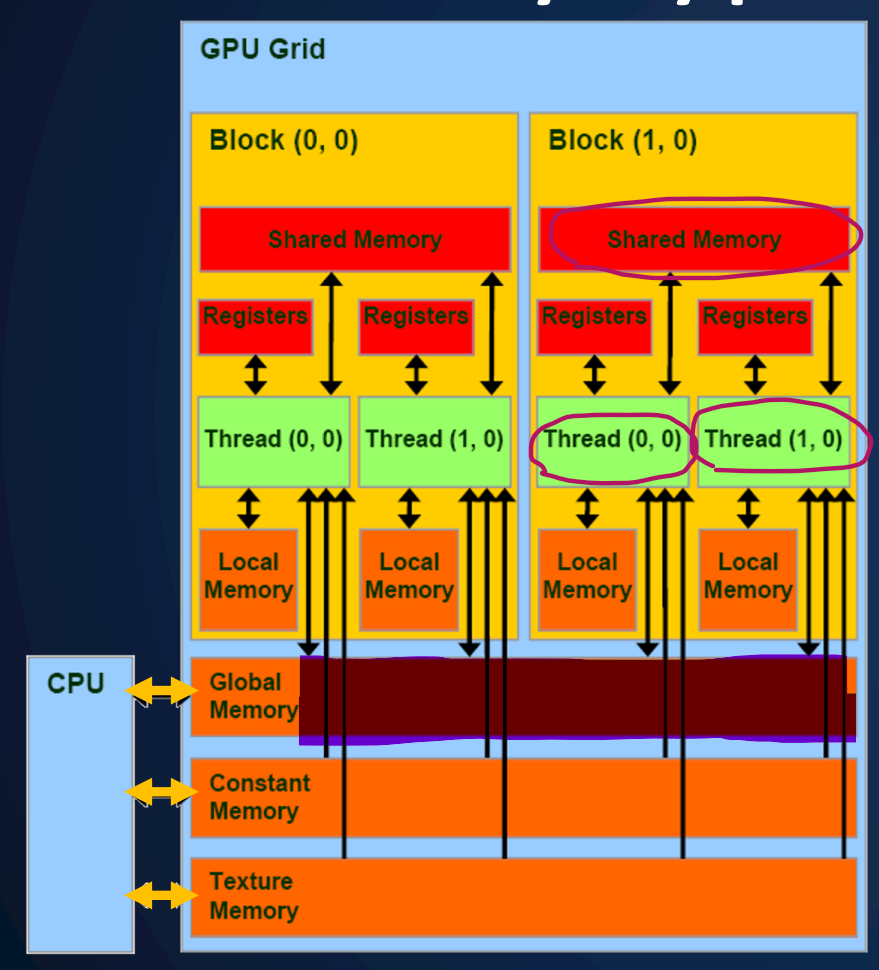 GPU Grid
Block (0, 0)
Block (1, 0)
Shared Memory
Shared Memory
Registers
Registers
Registers
Registers
Thread (0, 0)
Thread (1, 0)
Thread (0, 0)
Thread (1, 0)
Local
Memory
Local
Memory
Local
Memory
Local
Memory
CPU
Global
Memory
Constant
Memory
Texture
Memory